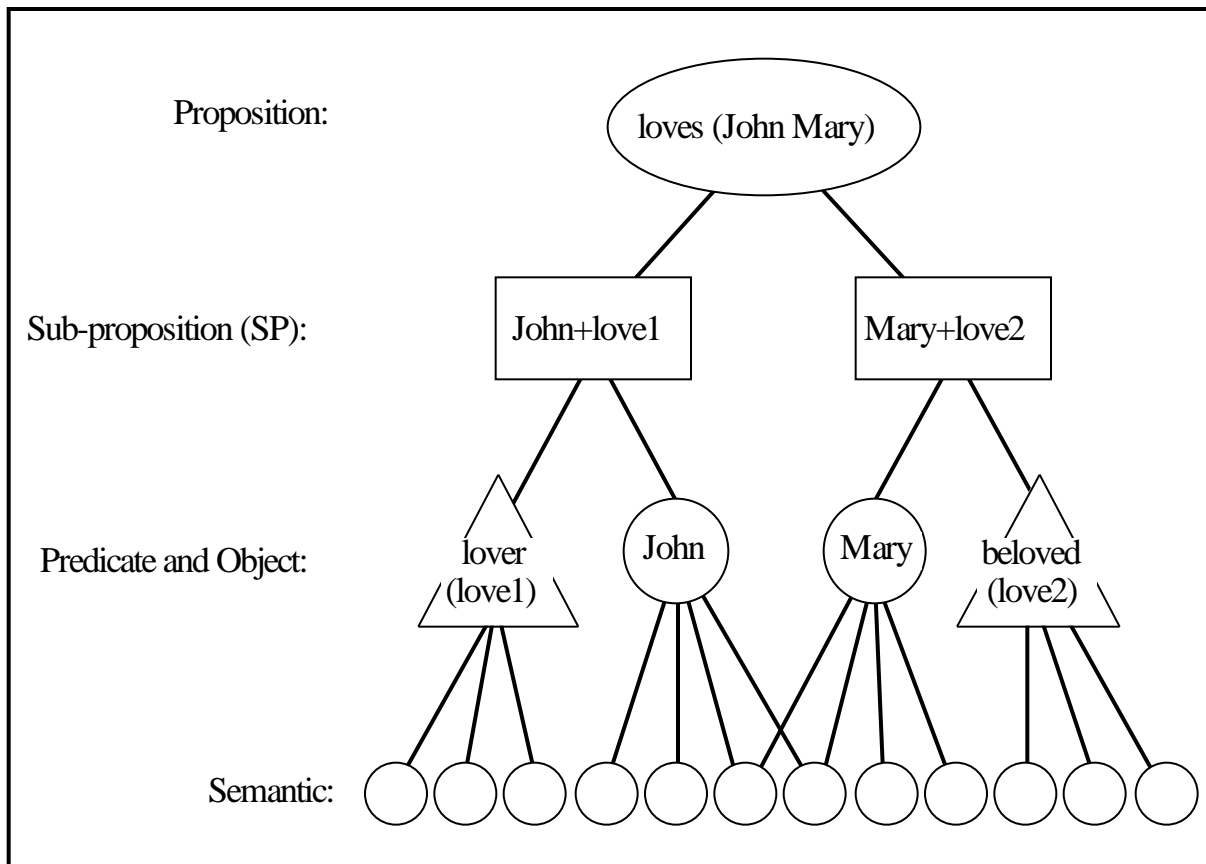 Proposition:
loves (John Mary)
Sub-proposition (SP):
John+love1
Mary+love2
Predicate and Object:
lover
(love1)
John
Mary
beloved
(love2)
Semantic: